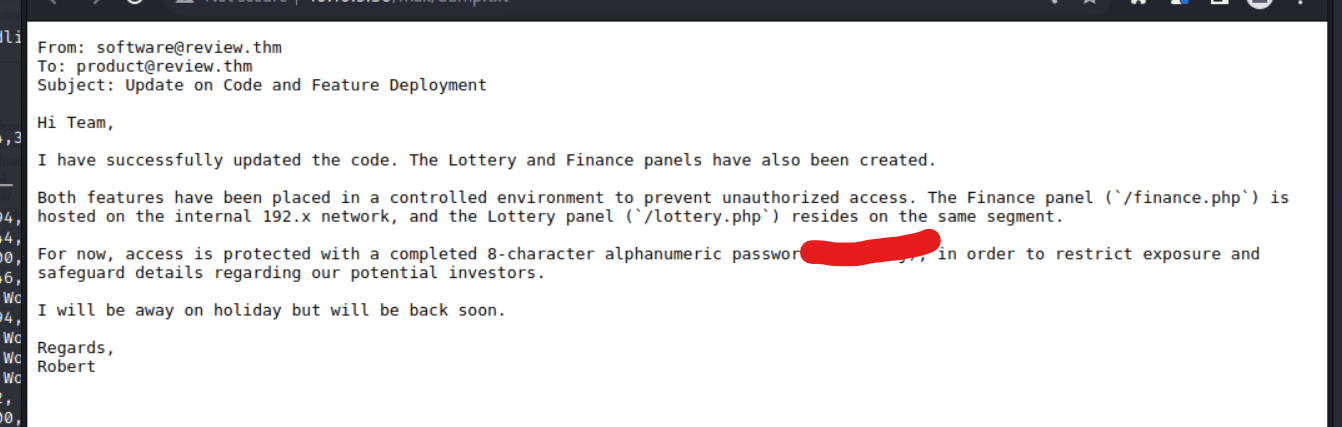 From: software@review.thm
To: product@review.thm
Subject: Update on Code and Feature Deployment
Hi Team,
I have successfully updated the code. The Lottery and Finance panels have also been created.
Both features have been placed in a controlled environment to prevent unauthorized access. The Finance panel (`/finance.php`) is
hosted on the internal 192.x network, and the Lottery panel (`/lottery.php`) resides on the same segment.
For now, access is protected with a completed 8-character alphanumeric in order to restrict exposure and
safeguard details regarding our potential investors.
I will be away on holiday but will be back soon.
Regards,
Robert